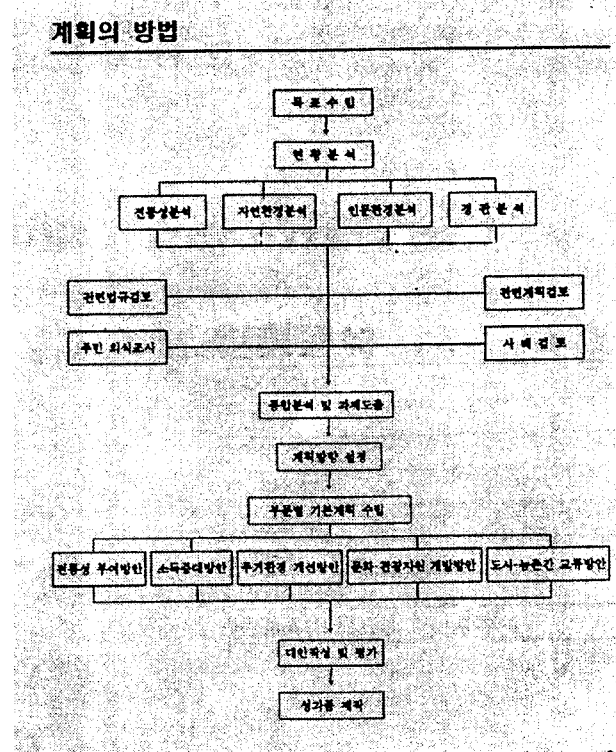 계획의 방법
목표수립
현황분석
전통성분석 자연환경분석 인문환경분석 경관분석
관련법규검토 관련계획검토
주민 의식조사 사례검토
종합분석 및 과제도출
계획방향 설정
부문별 기본계획 수립
전통성 부여방안 소득증대방안 주거환경 개선방안 문화·관광자원 개발방안 도시·농촌간 교류방안
대안작성 및 평가
성과품 제작